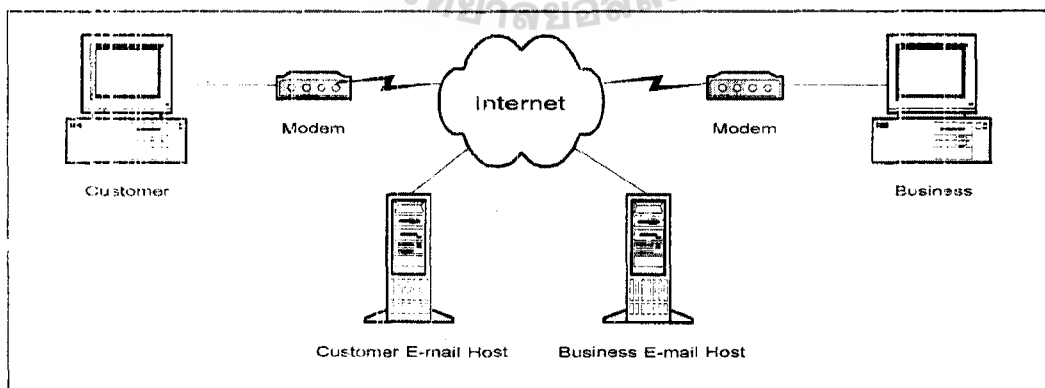 Internet
Modem
Modem
Customer
Business
Customer E-mail Host
Business E-mail Host